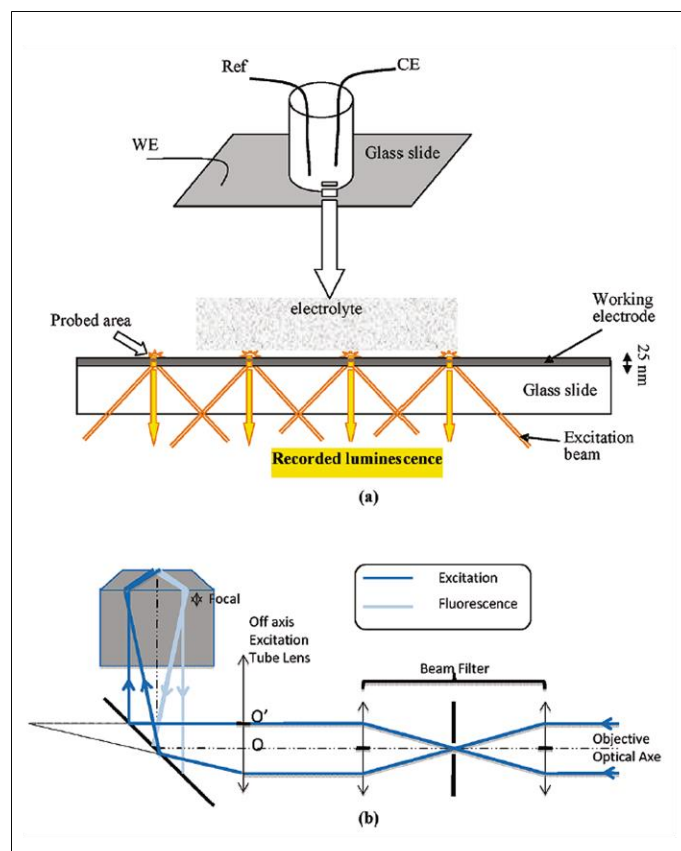 Ref
CE
WE
Glass slide
electrolyte
Probed area
Working
electrode
25 nm
Glass slide
Excitation
beam
Recorded luminescence
(a)
Excitation
Fluorescence
Focal
Off axis
Excitation
Tube Lens
Beam Filter
O'
O
Objective
Optical Axe
(b)